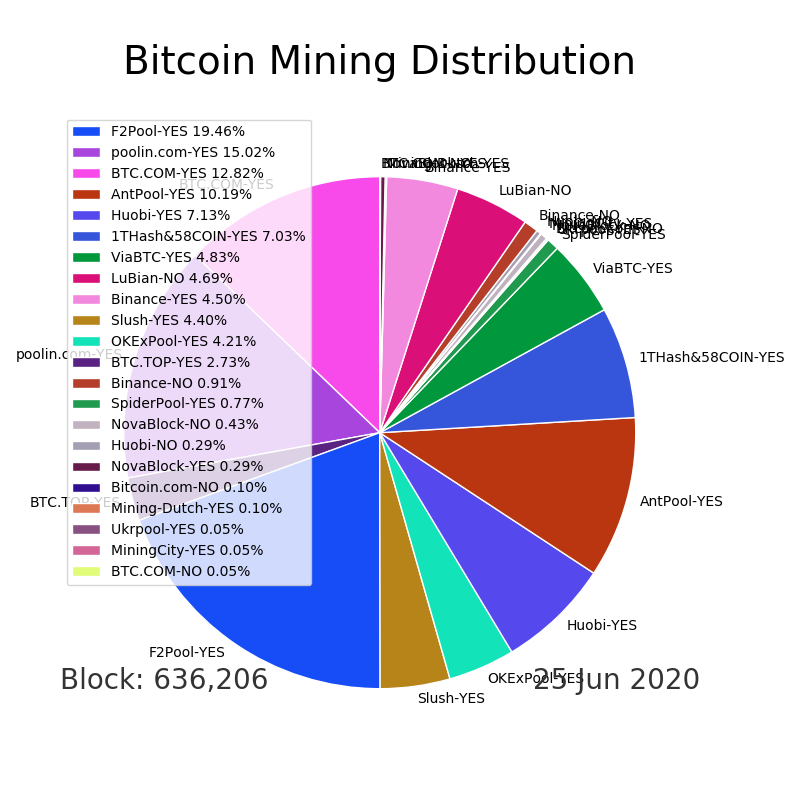 Bitcoin Mining Distribution
F2Pool-YES 19.46%
poolin.com-YES 15.02%
BTC.COM-YES 12.82%
AntPool-YES 10.19%
Huobi-YES 7.13%
1THash&58COIN-YES 7.03%
ViaBTC-YES 4.83%
LuBian-NO 4.69%
Binance-YES 4.50%
Slush-YES 4.40%
OKExPool-YES 4.21%
BTC.TOP-YES 2.73%
Binance-NO 0.91%
SpiderPool-YES 0.77%
NovaBlock-NO 0.43%
Huobi-NO 0.29%
NovaBlock-YES 0.29%
Bitcoin.com-NO 0.10%
Mining-Dutch-YES 0.10%
Ukrpool-YES 0.05%
MiningCity-YES 0.05%
BTC.COM-NO 0.05%
BTC.COM-YES
poolin.com-YES
BTC.TOP-YES
F2Pool-YES
Binance-YES
LuBian-NO
Binance-NO
SpiderPool-YES
ViaBTC-YES
1THash&58COIN-YES
AntPool-YES
Huobi-YES
OKExPool-YES
Slush-YES
Block: 636,206
25 Jun 2020